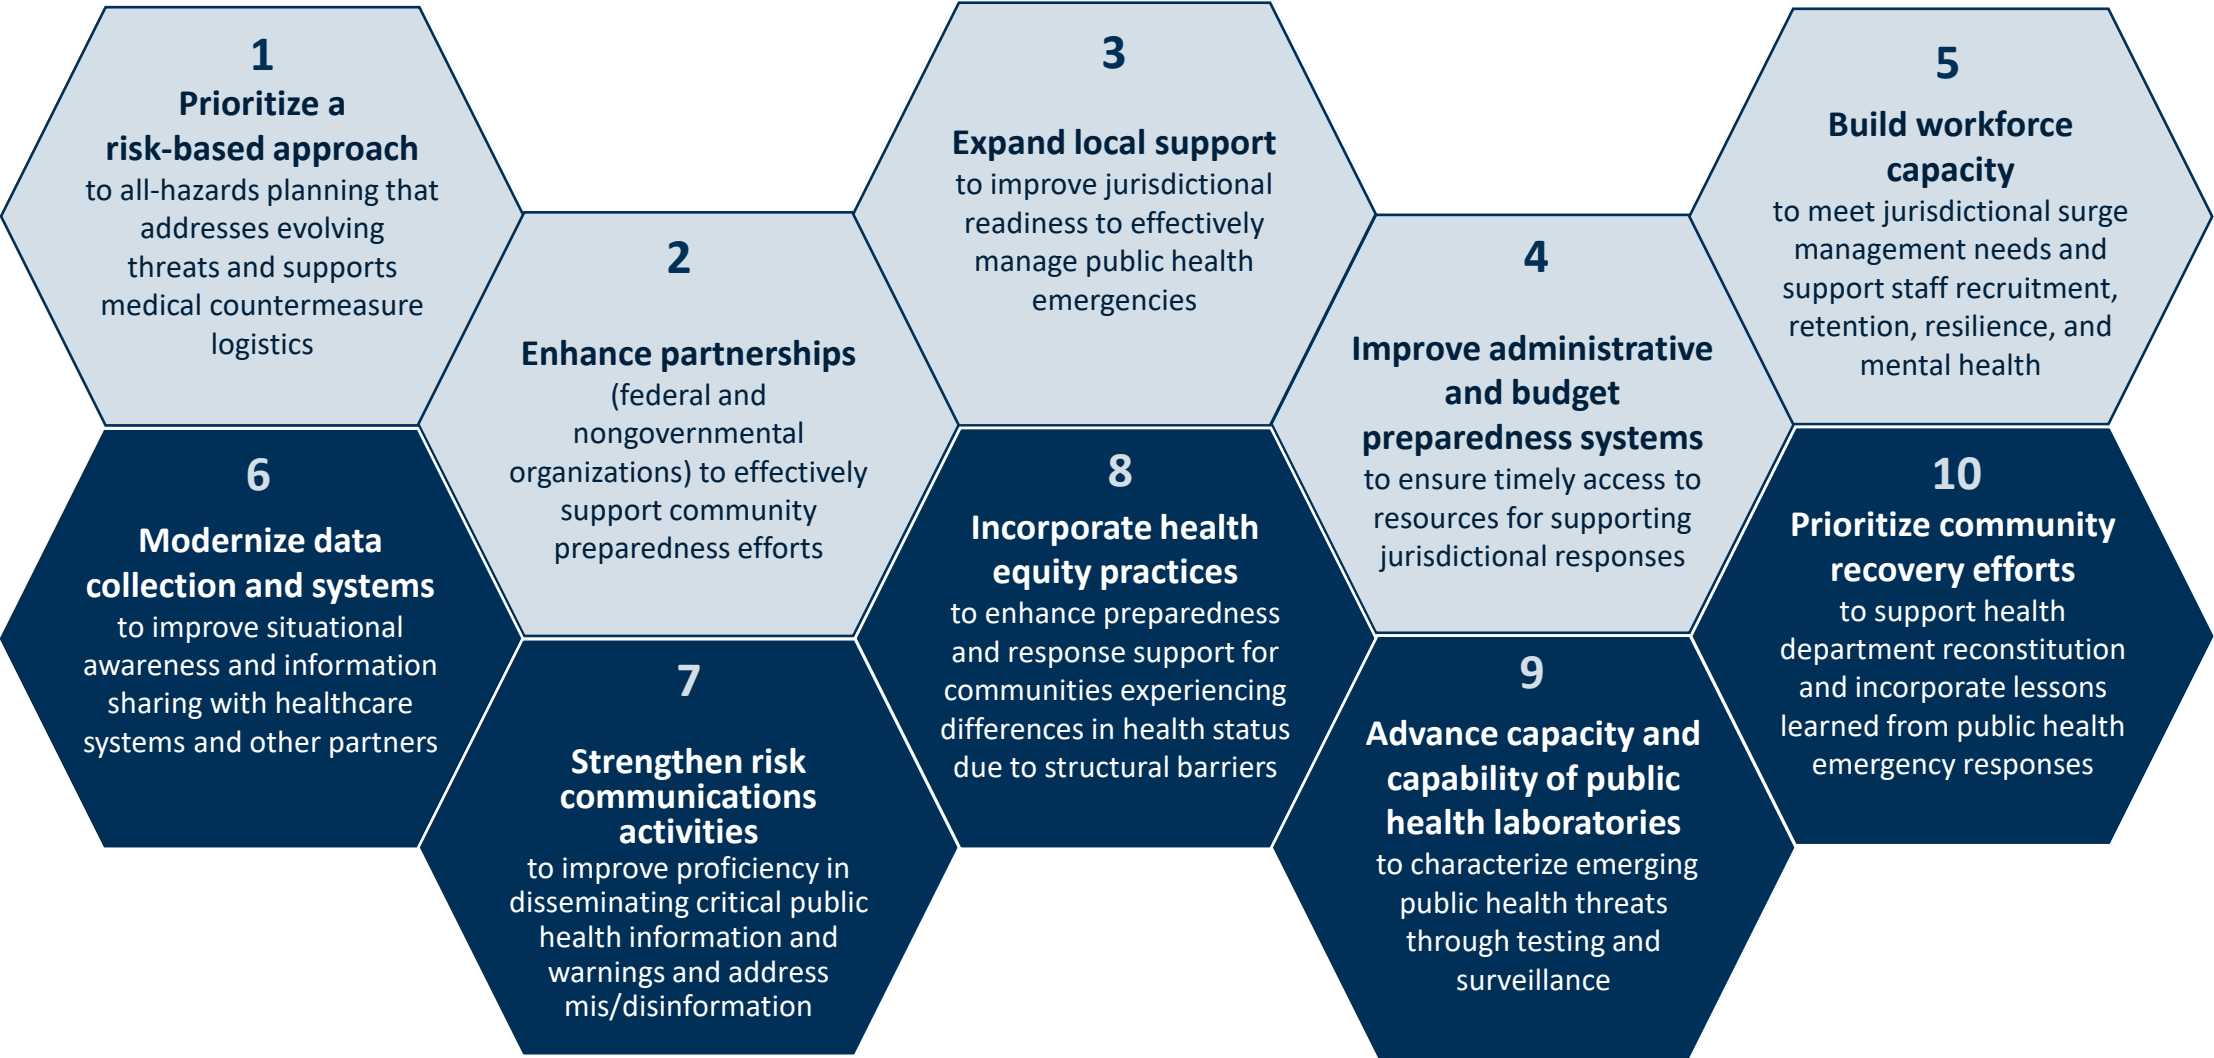 1
Prioritize a
risk-based approach
to all-hazards planning that
addresses evolving
threats and supports
medical countermeasure
logistics
2
Enhance partnerships
(federal and
nongovernmental
organizations) to effectively
support community
preparedness efforts
3
Expand local support
to improve jurisdictional
readiness to effectively
manage public health
emergencies
4
Improve administrative
and budget
preparedness systems
to ensure timely access to
resources for supporting
jurisdictional responses
5
Build workforce
capacity
to meet jurisdictional surge
management needs and
support staff recruitment,
retention, resilience, and
mental health
6
Modernize data
collection and systems
to improve situational
awareness and information
sharing with healthcare
systems and other partners
7
Strengthen risk
communications
activities
to improve proficiency in
disseminating critical public
health information and
warnings and address
mis/disinformation
8
Incorporate health
equity practices
to enhance preparedness
and response support for
communities experiencing
differences in health status
due to structural barriers
9
Advance capacity and
capability of public
health laboratories
to characterize emerging
public health threats
through testing and
surveillance
10
Prioritize community
recovery efforts
to support health
department reconstitution
and incorporate lessons
learned from public health
emergency responses